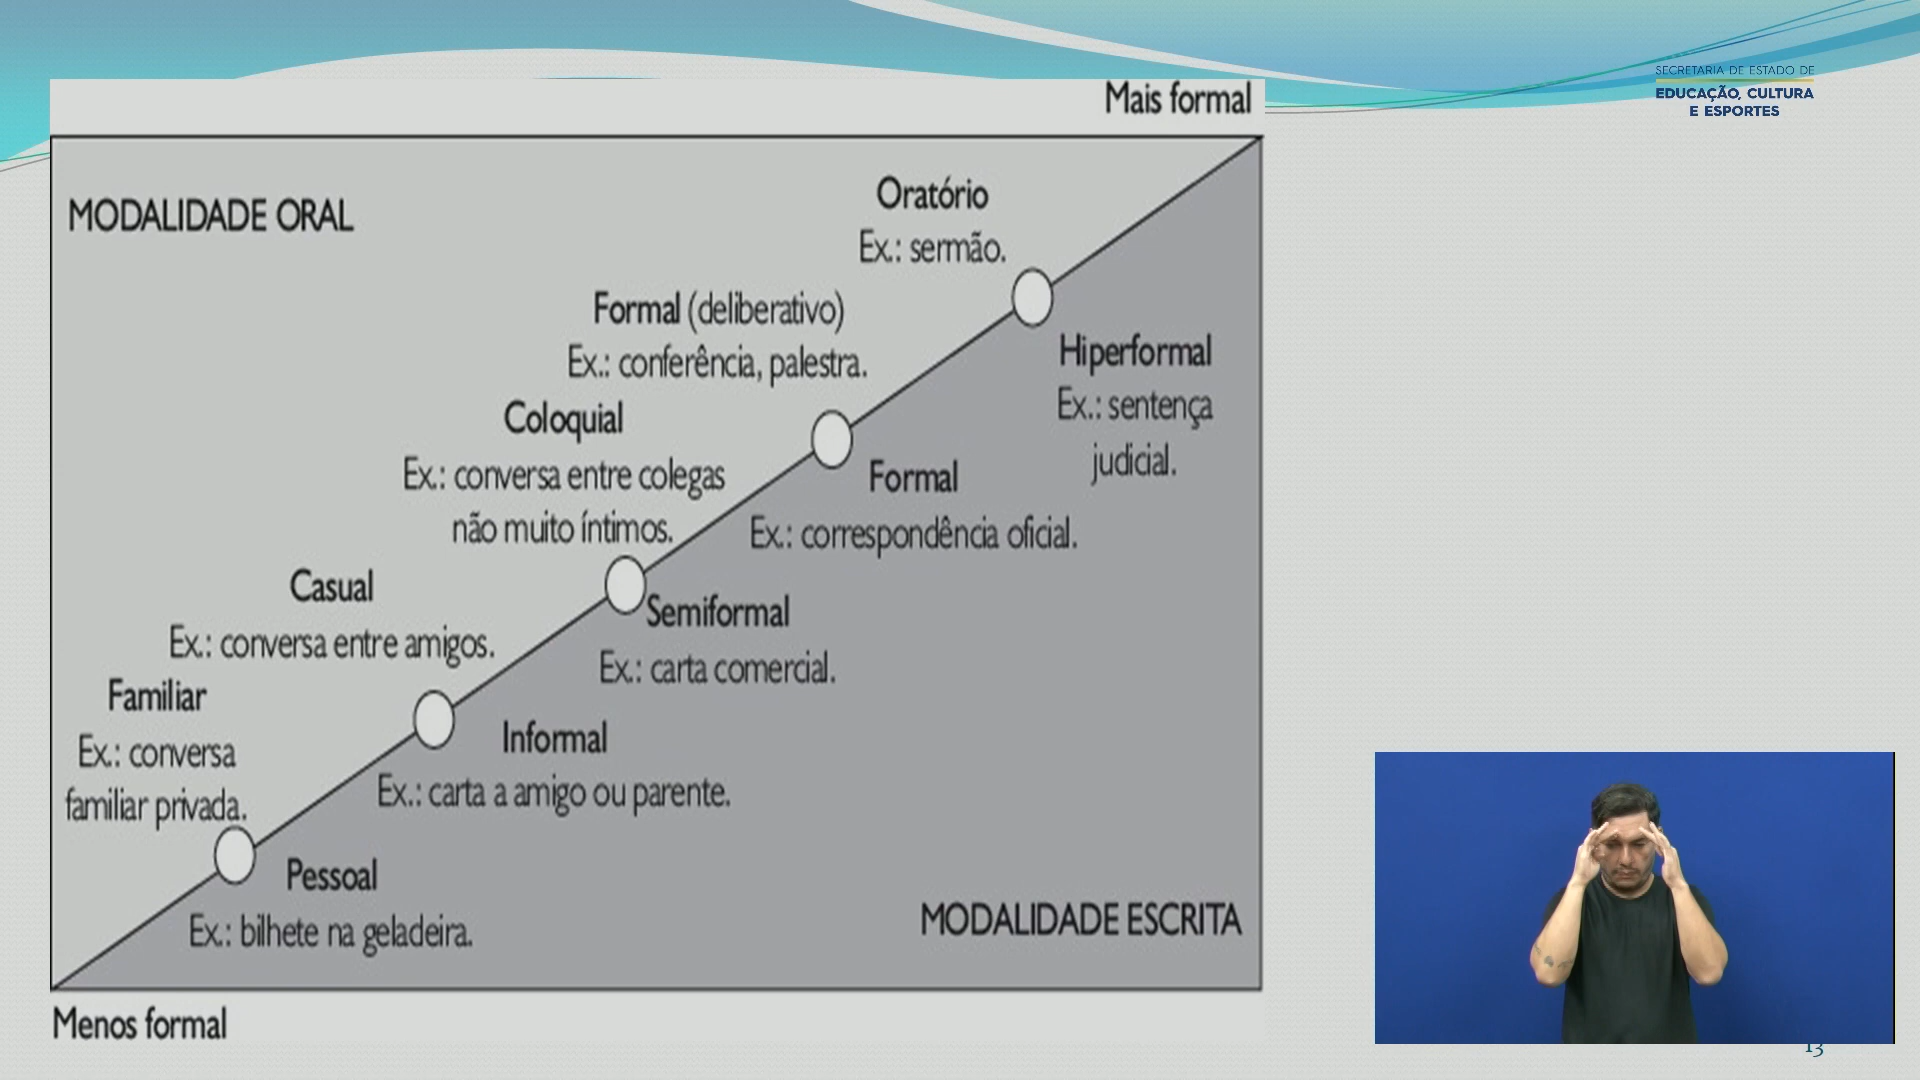 Mais formal
SECRETARIA DE ESTADO DE
EDUCAÇÃO, CULTURA
E ESPORTES
MODALIDADE ORAL
Oratório
Ex.: sermão.
Formal (deliberativo)
Ex.: conferência, palestra.
Hiperformal
Ex.: sentença
judicial.
Coloquial
Ex.: conversa entre colegas
não muito íntimos.
Formal
Ex.: correspondência oficial.
Casual
Ex.: conversa entre amigos.
Semiformal
Ex.: carta comercial.
Familiar
Ex.: conversa
familiar privada.
Informal
Ex.: carta a amigo ou parente.
Pessoal
Ex.: bilhete na geladeira.
MODALIDADE ESCRITA
Menos formal
13